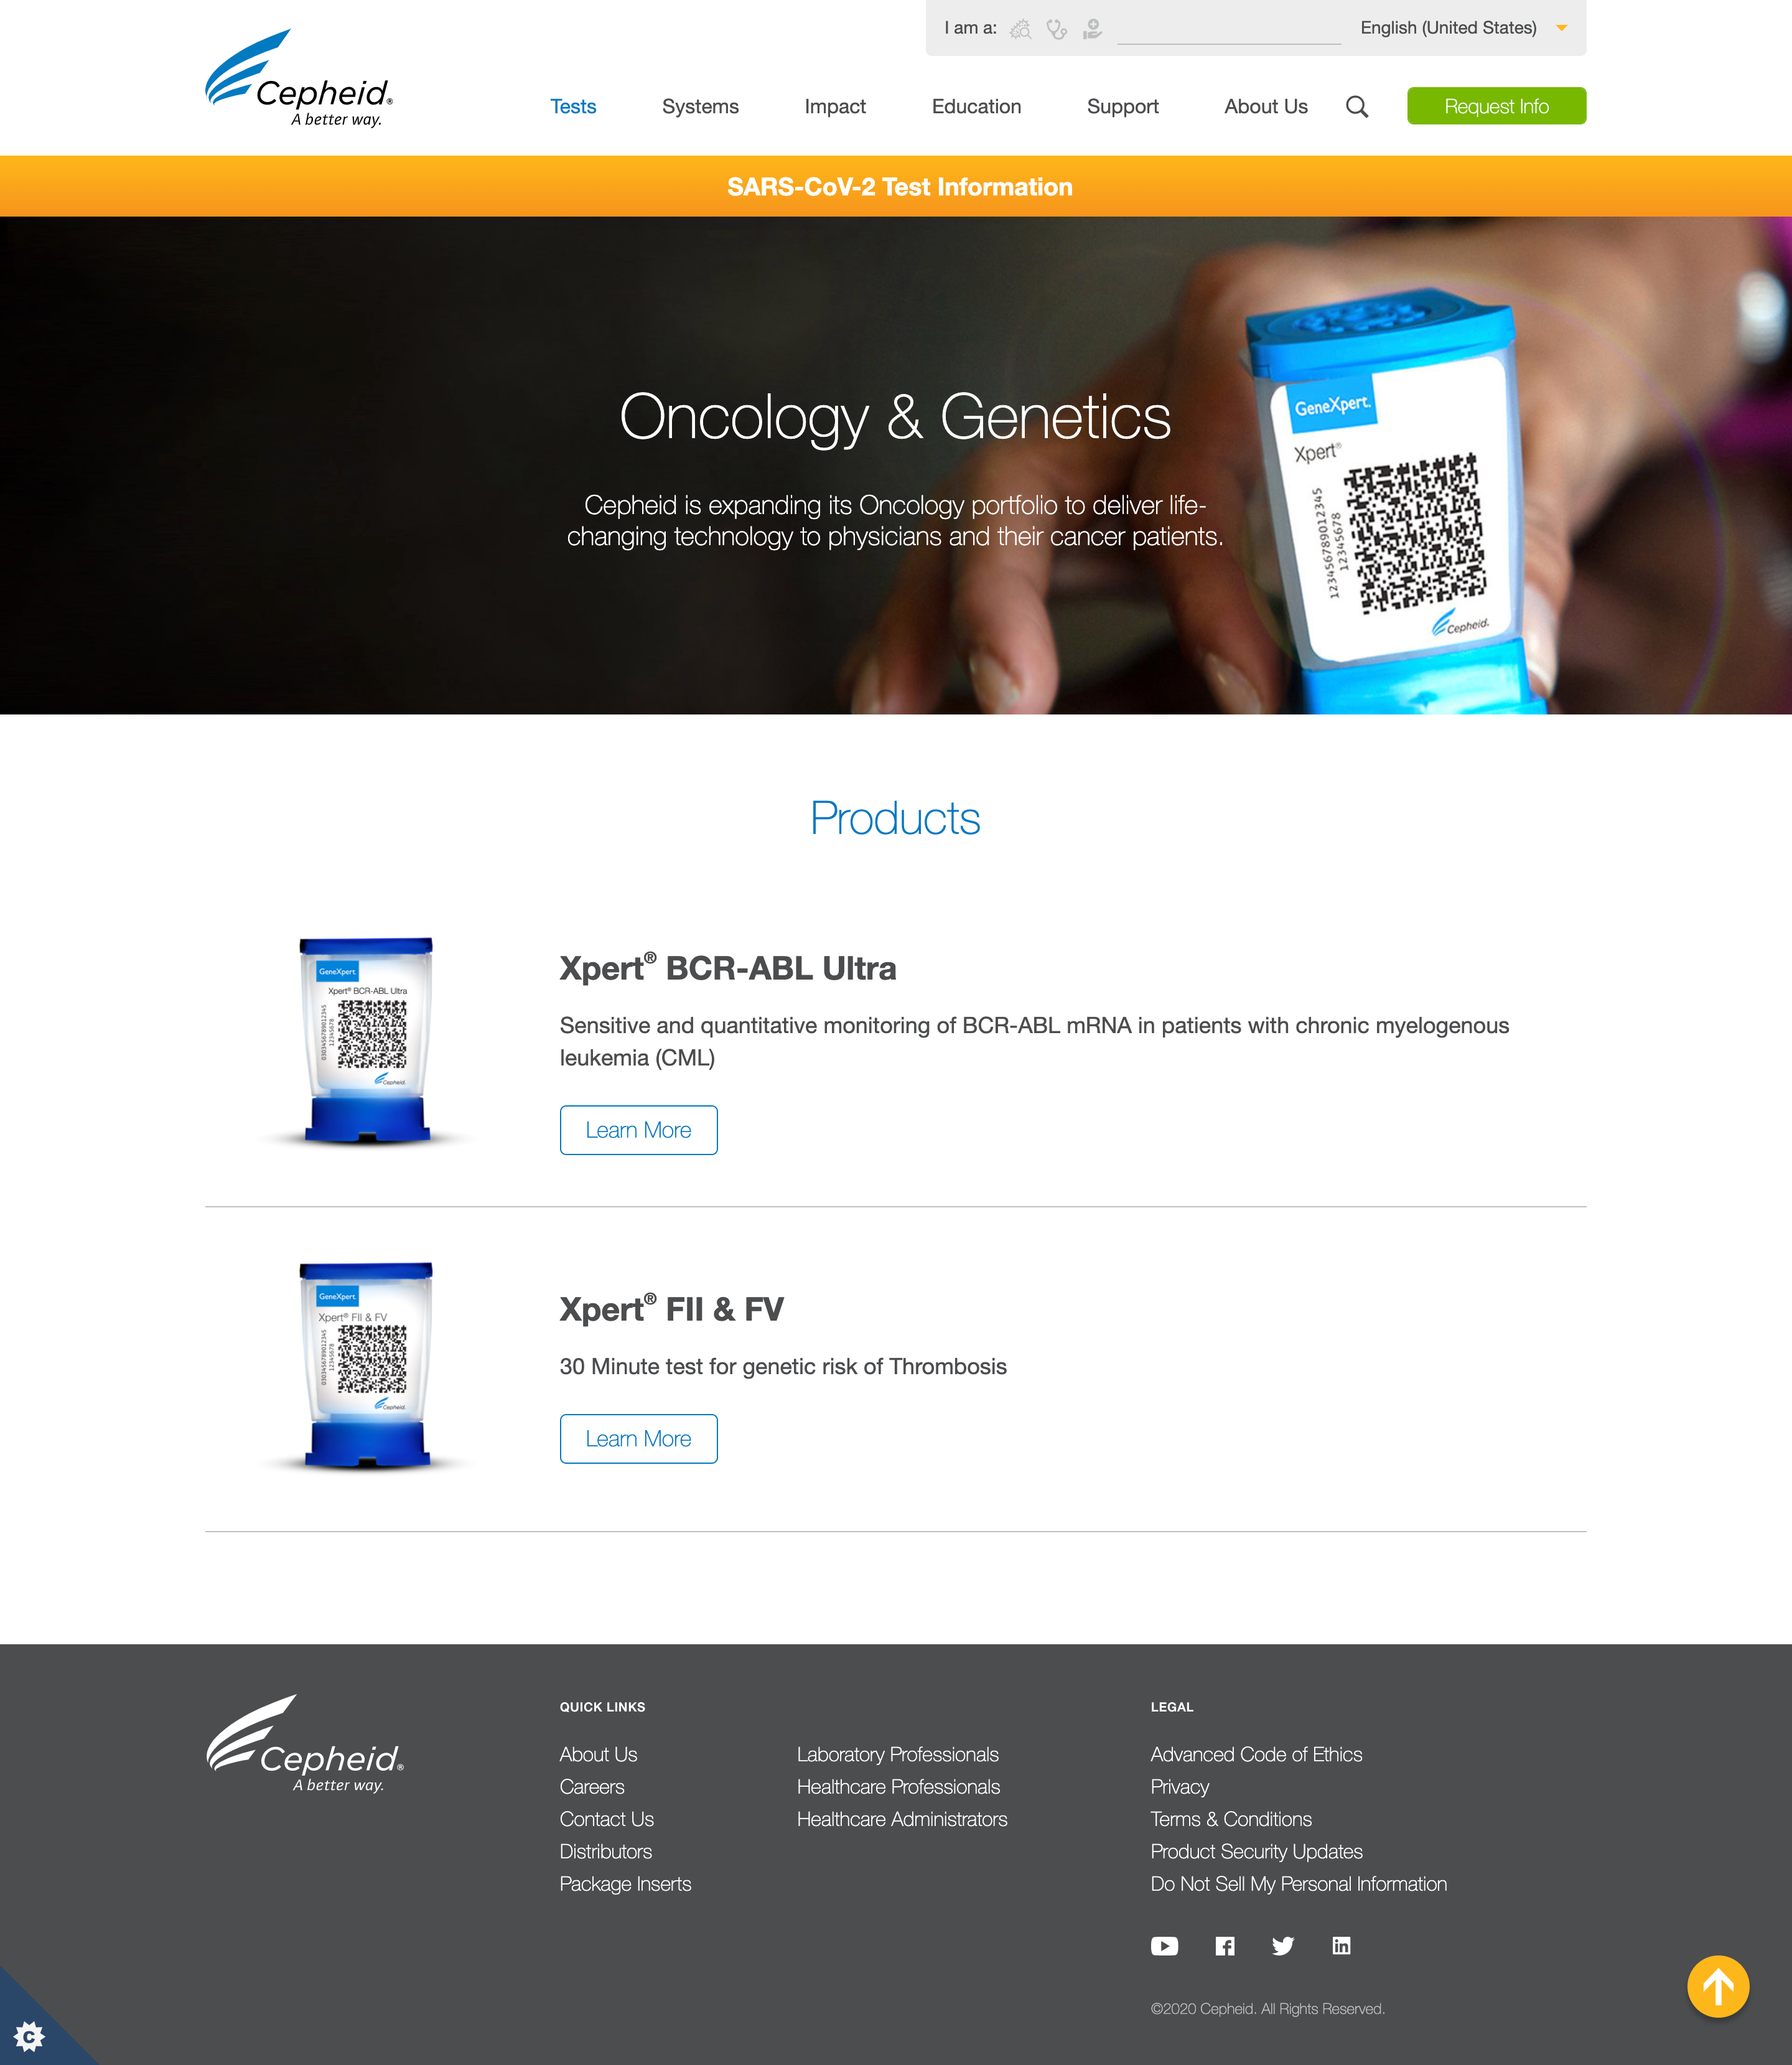 I am a:
English (United States)
Cepheid®
A better way.
Tests
Systems
Impact
Education
Support
About Us
Request Info
SARS-CoV-2 Test Information
Oncology & Genetics
Cepheid is expanding its Oncology portfolio to deliver life-
changing technology to physicians and their cancer patients.
GeneXpert.
Xpert®
123456789012345
12345678
Cepheid.
Products
GeneXpert.
Xpert® BCR-ABL Ultra
0303456789012345
12345678
Cepheid.
Xpert® BCR-ABL Ultra
Sensitive and quantitative monitoring of BCR-ABL mRNA in patients with chronic myelogenous
leukemia (CML)
Learn More
GeneXpert.
Xpert® FII & FV
0303456789012345
12345678
Cepheid.
Xpert® FII & FV
30 Minute test for genetic risk of Thrombosis
Learn More
Cepheid®
A better way.
QUICK LINKS
About Us
Careers
Contact Us
Distributors
Package Inserts
Laboratory Professionals
Healthcare Professionals
Healthcare Administrators
LEGAL
Advanced Code of Ethics
Privacy
Terms & Conditions
Product Security Updates
Do Not Sell My Personal Information
©2020 Cepheid. All Rights Reserved.
C